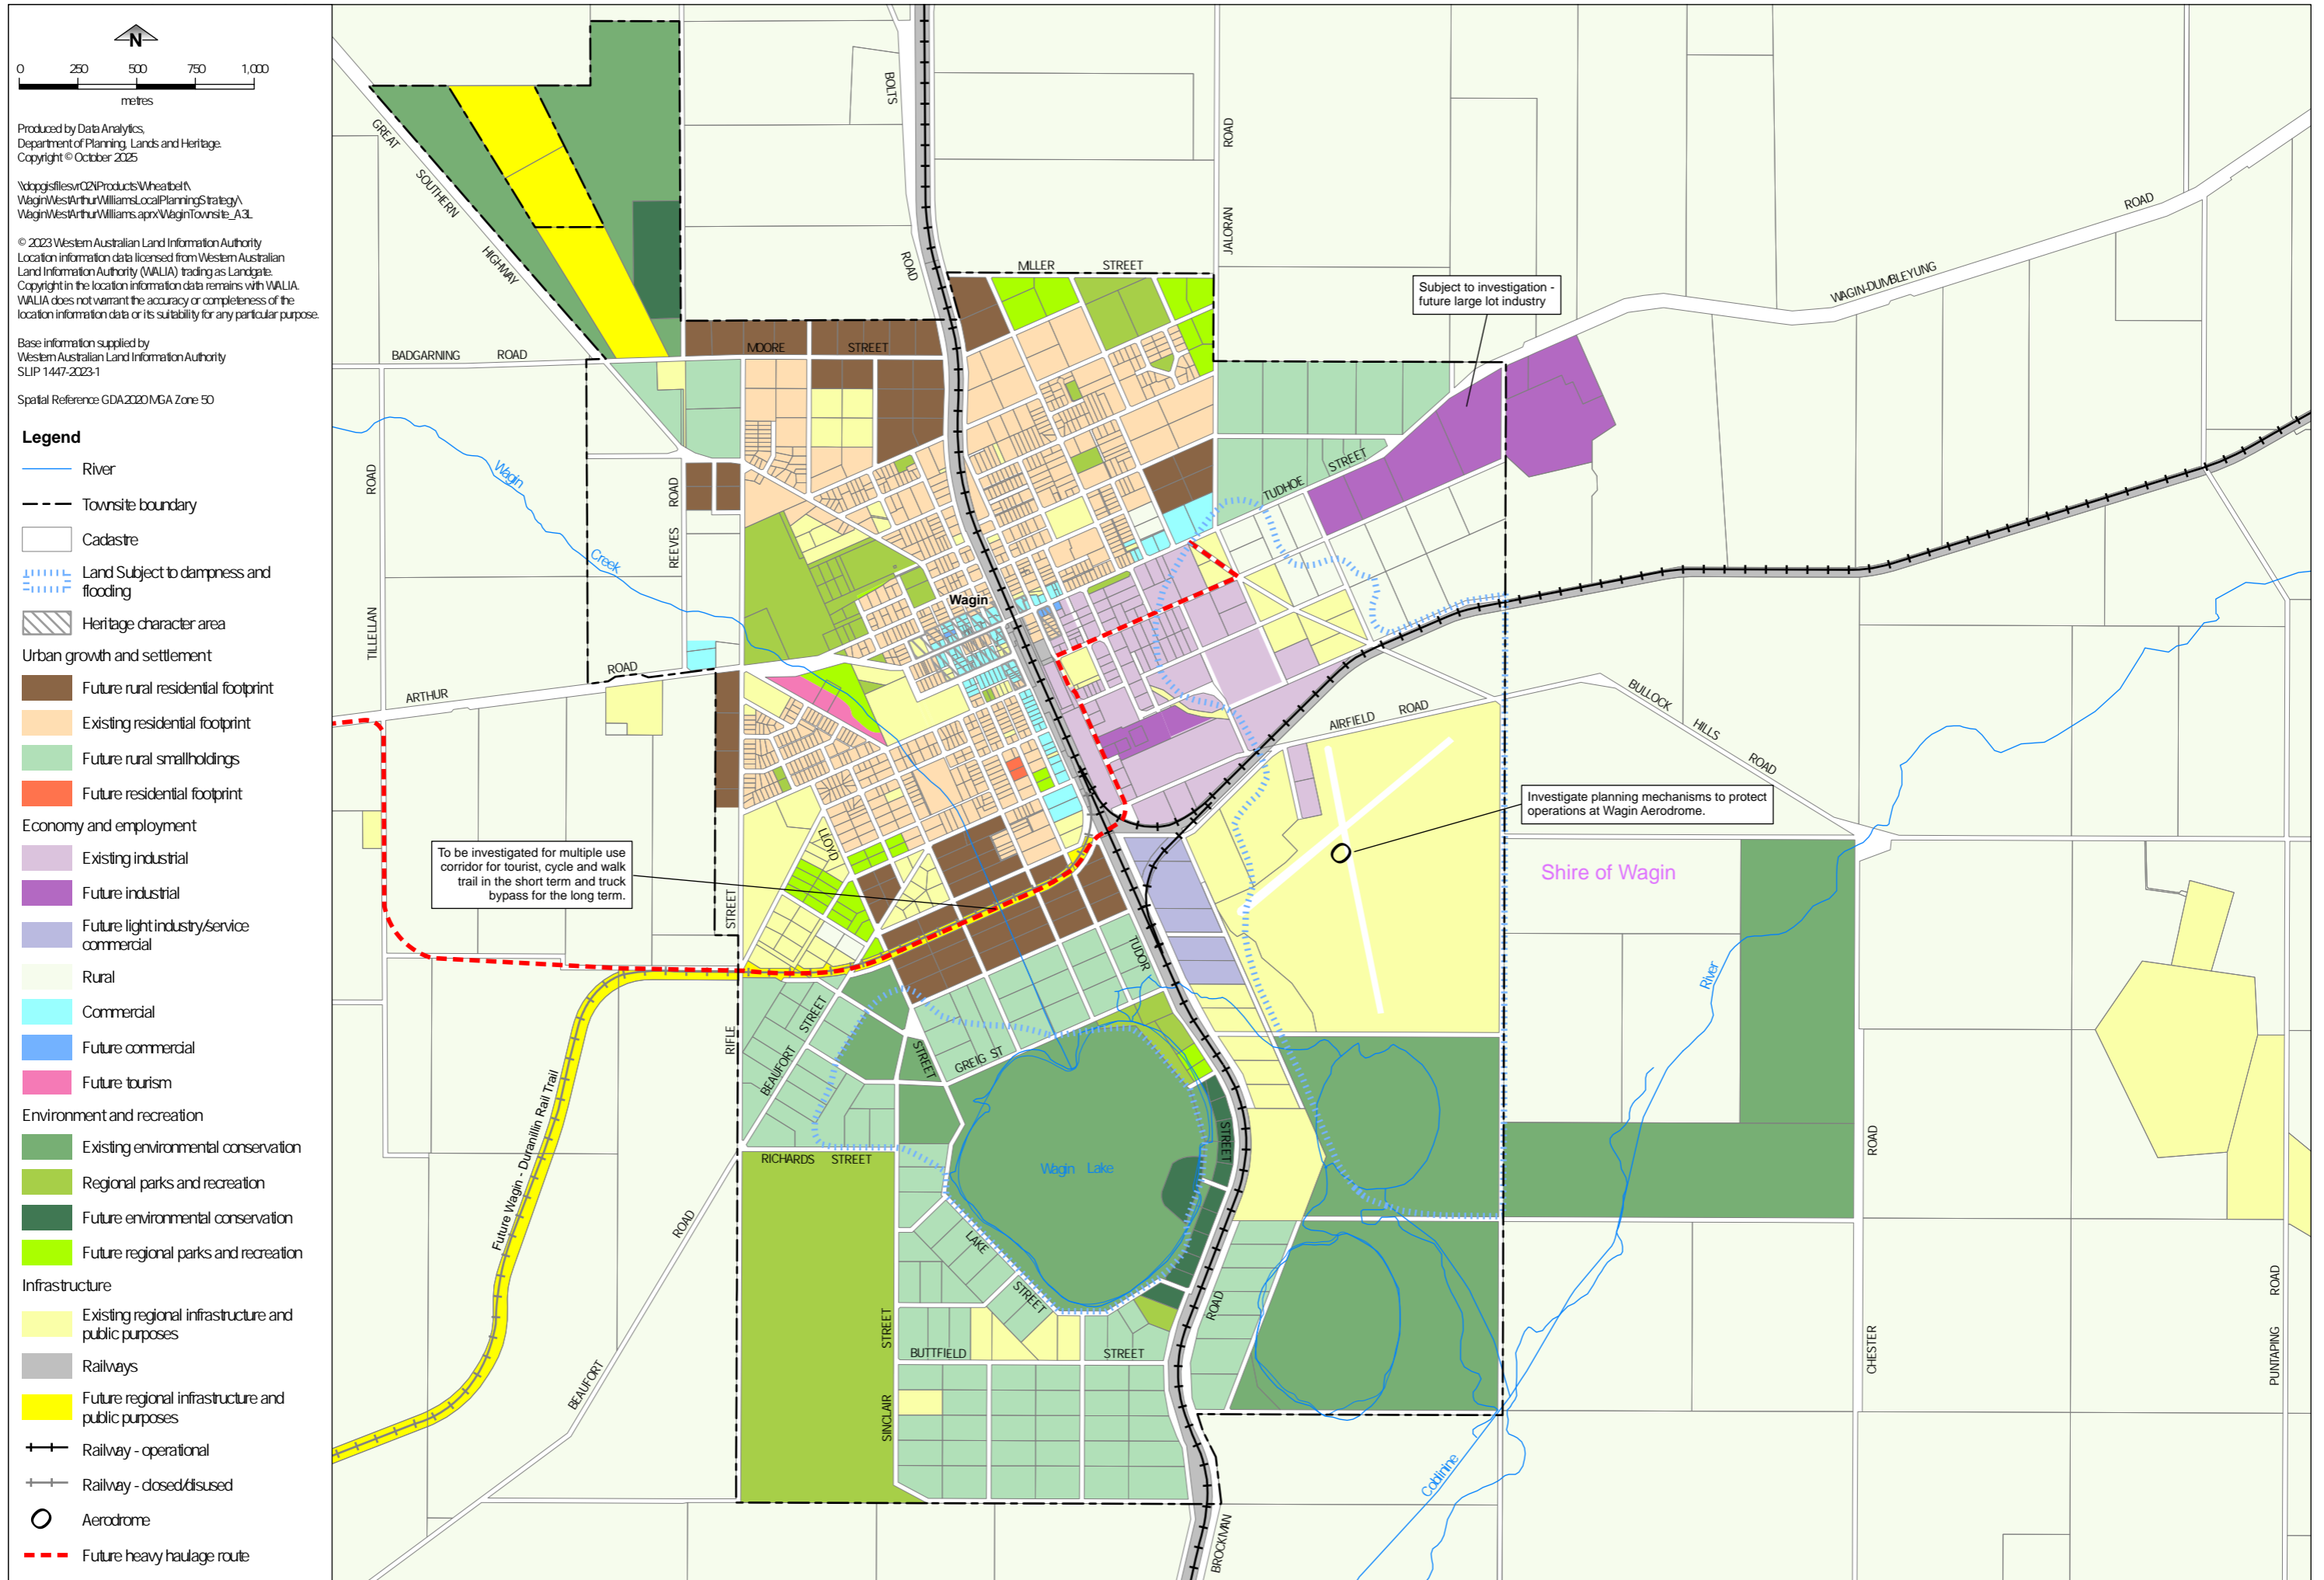 N
0 250 500 750 1,000
metres
Produced by Data Analytics,
Department of Planning, Lands and Heritage.
Copyright © October 2025
\\dopgisfilesvr02\Products\Wheatbelt\
WaginWestArthurWilliamsLocalPlanningStrategy\
WaginWestArthurWilliams.aprx\WaginTownsite_A3L
© 2023 Western Australian Land Information Authority
Location information data licensed from Western Australian
Land Information Authority (WALIA) trading as Landgate.
Copyright in the location information data remains with WALIA.
WALIA does not warrant the accuracy or completeness of the
location information data or its suitability for any particular purpose.
Base information supplied by
Western Australian Land Information Authority
SLIP 1447-2023-1
Spatial Reference GDA2020 MGA Zone 50
Legend
River
Townsite boundary
Cadastre
Land Subject to dampness and
flooding
Heritage character area
Urban growth and settlement
Future rural residential footprint
Existing residential footprint
Future rural smallholdings
Future residential footprint
Economy and employment
Existing industrial
Future industrial
Future light industry/service
commercial
Rural
Commercial
Future commercial
Future tourism
Environment and recreation
Existing environmental conservation
Regional parks and recreation
Future environmental conservation
Future regional parks and recreation
Infrastructure
Existing regional infrastructure and
public purposes
Railways
Future regional infrastructure and
public purposes
Railway - operational
Railway - closed/disused
Aerodrome
Future heavy haulage route
GREAT
SOUTHERN
HIGHWAY
BOLTS
ROAD
JALORAN
ROAD
MILLER STREET
WAGIN-DUMBLEYUNG
ROAD
Subject to investigation -
future large lot industry
BADGARNING ROAD
MOORE STREET
TILLELLAN
ROAD
Wagin
Creek
REEVES
ROAD
TUDHOE
STREET
Wagin
ARTHUR
ROAD
AIRFIELD ROAD
BULLOCK
HILLS
ROAD
Investigate planning mechanisms to protect
operations at Wagin Aerodrome.
To be investigated for multiple use
corridor for tourist, cycle and walk
trail in the short term and truck
bypass for the long term.
LLOYD
STREET
Shire of Wagin
RIFLE
STREET
TUDOR
STREET
BEAUFORT
STREET
GREIG ST
River
Future Wagin - Duranillin Rail Trail
RICHARDS STREET
Wagin Lake
LAKE
STREET
ROAD
BEAUFORT
SINCLAIR
STREET
BUTTFIELD STREET
ROAD
BROCKMAN
Coblinine
CHESTER
ROAD
PUNTAPING
ROAD